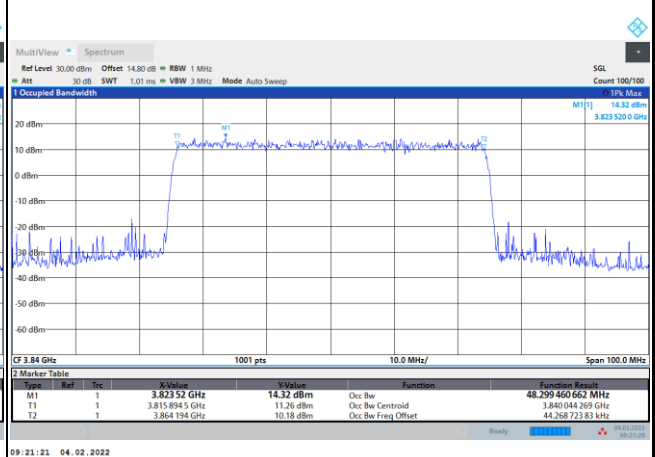 MultiView Spectrum
Ref Level 30.00 dBm Offset 14.80 dB RBW 1 MHz SGL
Att 30 dB SWT 1.01 ms VBW 3 MHz Mode Auto Sweep Count 100/100
1 Occupied Bandwidth 1Pk Max
M1[1] 14.32 dBm
3.823 520 0 GHz
M1
T1
T2
20 dBm
10 dBm
0 dBm
-10 dBm
-20 dBm
-30 dBm
-40 dBm
-50 dBm
-60 dBm
CF 3.84 GHz 1001 pts 10.0 MHz/ Span 100.0 MHz
2 Marker Table
Type Ref Trc X-Value Y-Value Function Function Result
M1 1 3.823 52 GHz 14.32 dBm Occ Bw 48.299 460 662 MHz
T1 1 3.815 894 5 GHz 11.26 dBm Occ Bw Centroid 3.840 044 269 GHz
T2 1 3.864 194 GHz 10.18 dBm Occ Bw Freq Offset 44.268 723 83 kHz
Ready 04.02.2022
09:21:20
09:21:21 04.02.2022